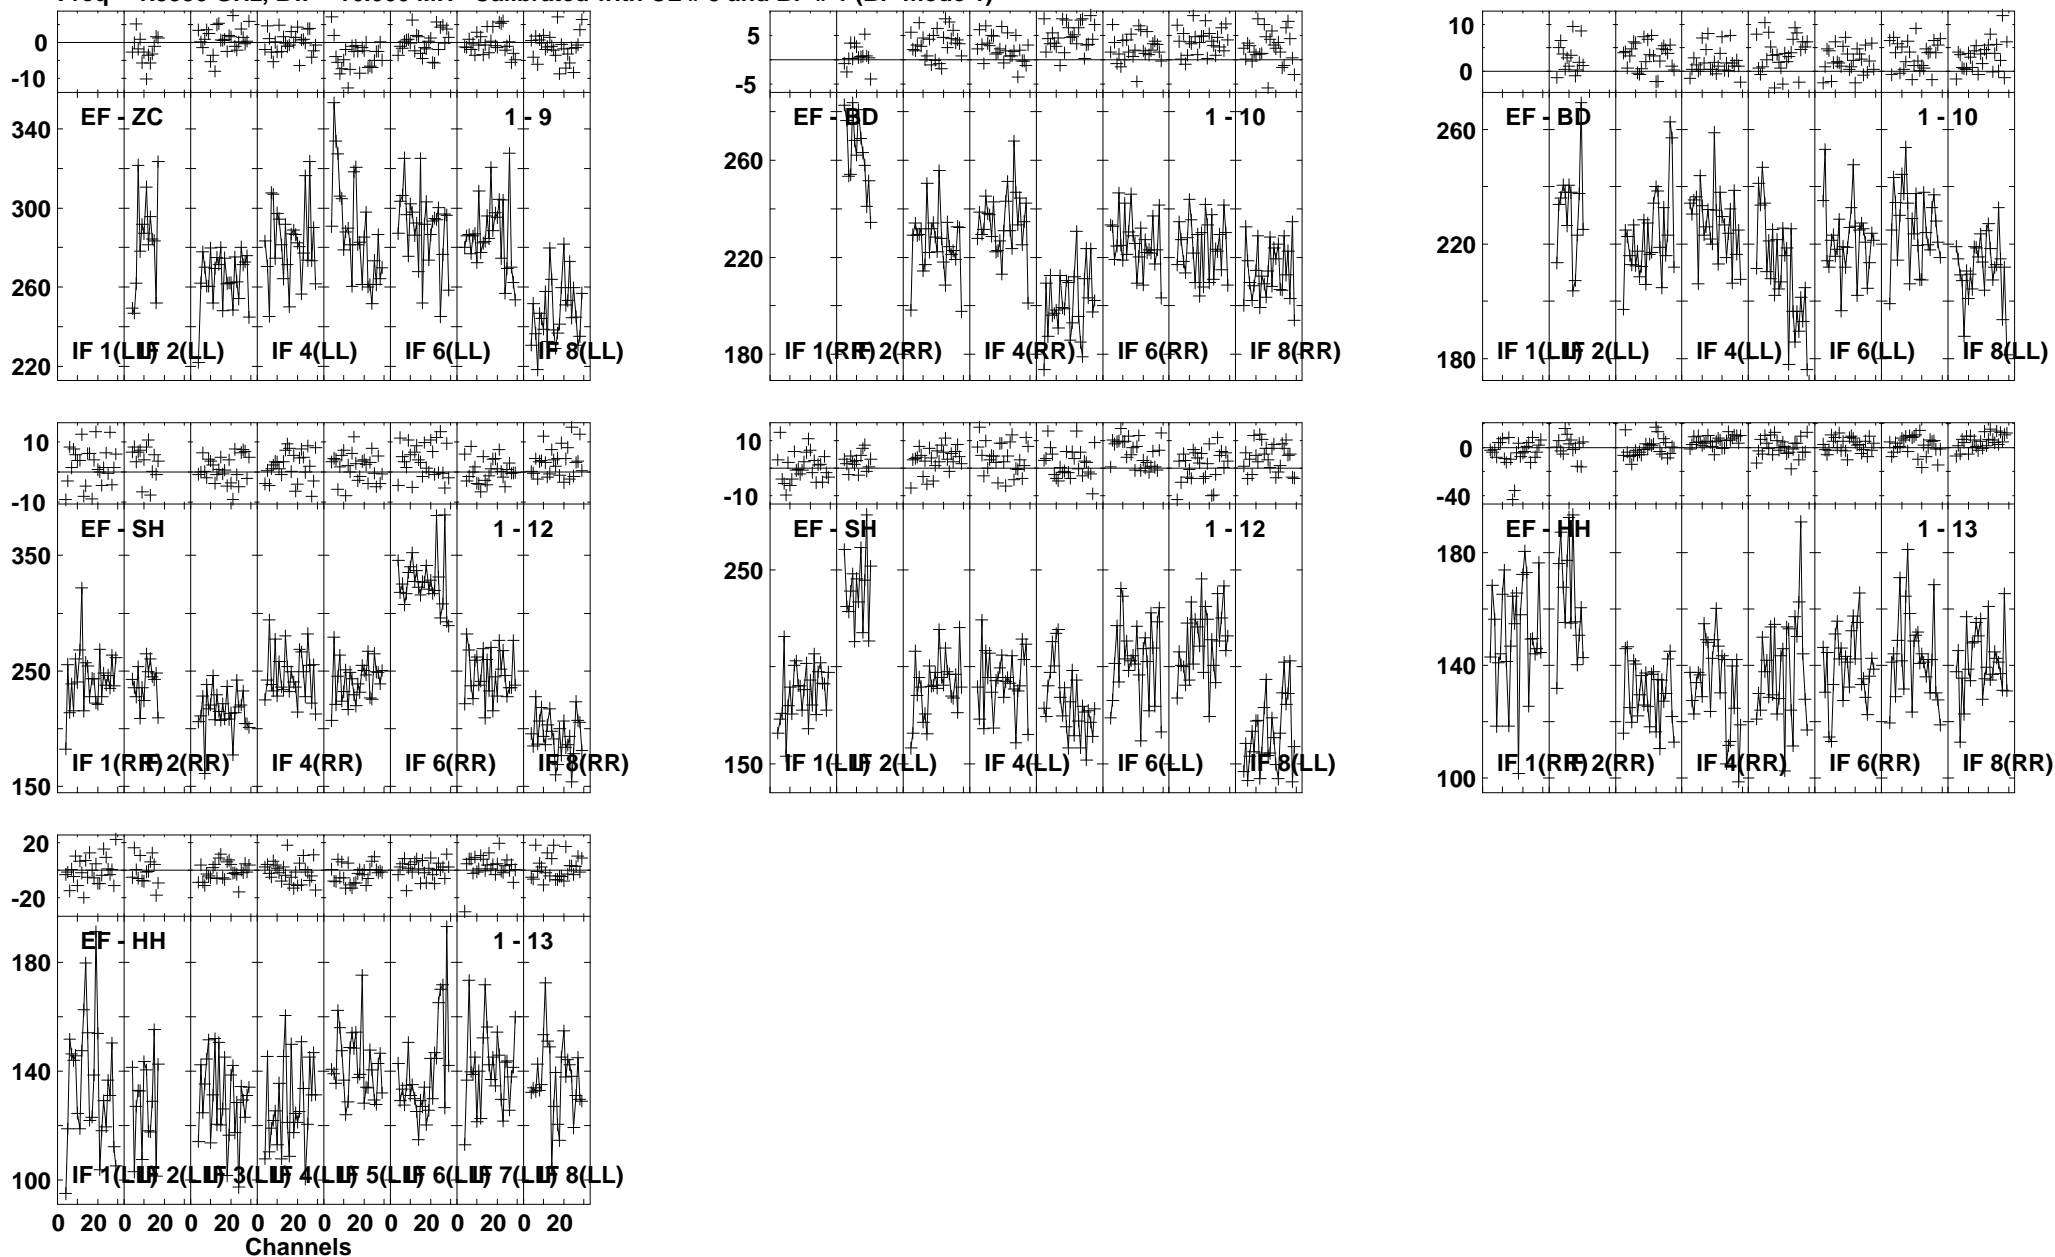 0
-10
340
300
260
220
EF - ZC
1 - 9
IF 1(LL)
IF 2(LL)
IF 4(LL)
IF 6(LL)
IF 8(LL)
5
-5
260
220
180
EF - BD
1 - 10
IF 1(RR)
IF 2(RR)
IF 4(RR)
IF 6(RR)
IF 8(RR)
10
0
260
220
180
EF - BD
1 - 10
IF 1(LL)
IF 2(LL)
IF 4(LL)
IF 6(LL)
IF 8(LL)
10
-10
350
250
150
EF - SH
1 - 12
IF 1(RR)
IF 2(RR)
IF 4(RR)
IF 6(RR)
IF 8(RR)
10
-10
250
150
EF - SH
1 - 12
IF 1(LL)
IF 2(LL)
IF 4(LL)
IF 6(LL)
IF 8(LL)
0
-40
180
140
100
EF - HH
1 - 13
IF 1(RR)
IF 2(RR)
IF 4(RR)
IF 6(RR)
IF 8(RR)
20
-20
180
140
100
EF - HH
1 - 13
IF 1(LL)
IF 2(LL)
IF 3(LL)
IF 4(LL)
IF 5(LL)
IF 6(LL)
IF 7(LL)
IF 8(LL)
0 20 0 20 0 20 0 20 0 20 0 20 0 20 0 20
Channels